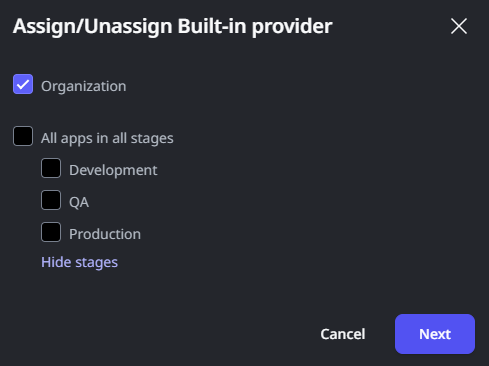 Assign/Unassign Built-in provider
Organization
All apps in all stages
Development
QA
Production
Hide stages
Cancel
Next